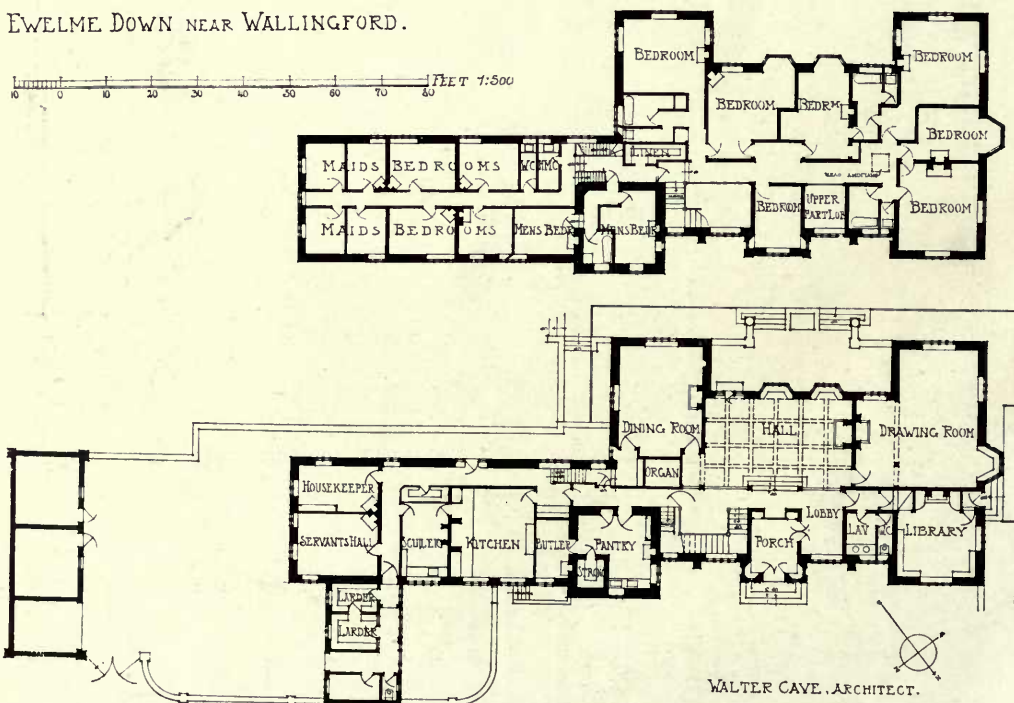 EWELME DOWN NEAR WALLINGFORD.
FEET 1:500
10 0 10 20 30 40 50 60 70 80
BEDROOM
BEDROOM
BEDROOM
BEDRM
BEDROOM
LINEN
MAIDS BEDROOMS
MAIDS BEDROOMS
MENS BEDR
MENS BEDR
BEDROOM
UPPER
PART LOB
BEDROOM
DINING ROOM
HALL
DRAWING ROOM
ORGAN
HOUSEKEEPER
SERVANTS HALL
SCULLERY
KITCHEN
BUTLER
PANTRY
STRONG
PORCH
LOBBY
LAV
LIBRARY
LARDER
LARDER
WALTER CAVE, ARCHITECT.